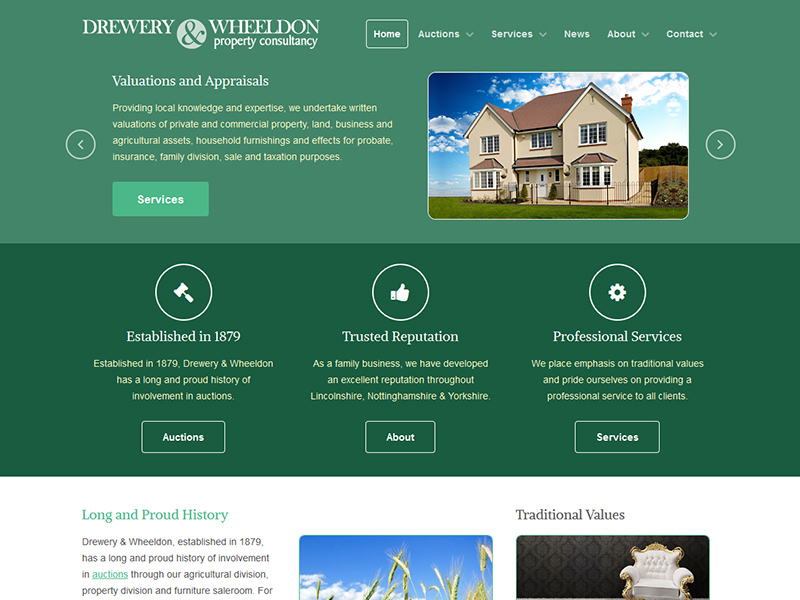 DREWERY & WHEELDON
property consultancy
Home Auctions Services News About Contact
Valuations and Appraisals
Providing local knowledge and expertise, we undertake written
valuations of private and commercial property, land, business and
agricultural assets, household furnishings and effects for probate,
insurance, family division, sale and taxation purposes.
Services
Established in 1879
Established in 1879, Drewery & Wheeldon
has a long and proud history of
involvement in auctions.
Auctions
Trusted Reputation
As a family business, we have developed
an excellent reputation throughout
Lincolnshire, Nottinghamshire & Yorkshire.
About
Professional Services
We place emphasis on traditional values
and pride ourselves on providing a
professional service to all clients.
Services
Long and Proud History
Drewery & Wheeldon, established in 1879,
has a long and proud history of involvement
in auctions through our agricultural division,
property division and furniture saleroom. For
Traditional Values